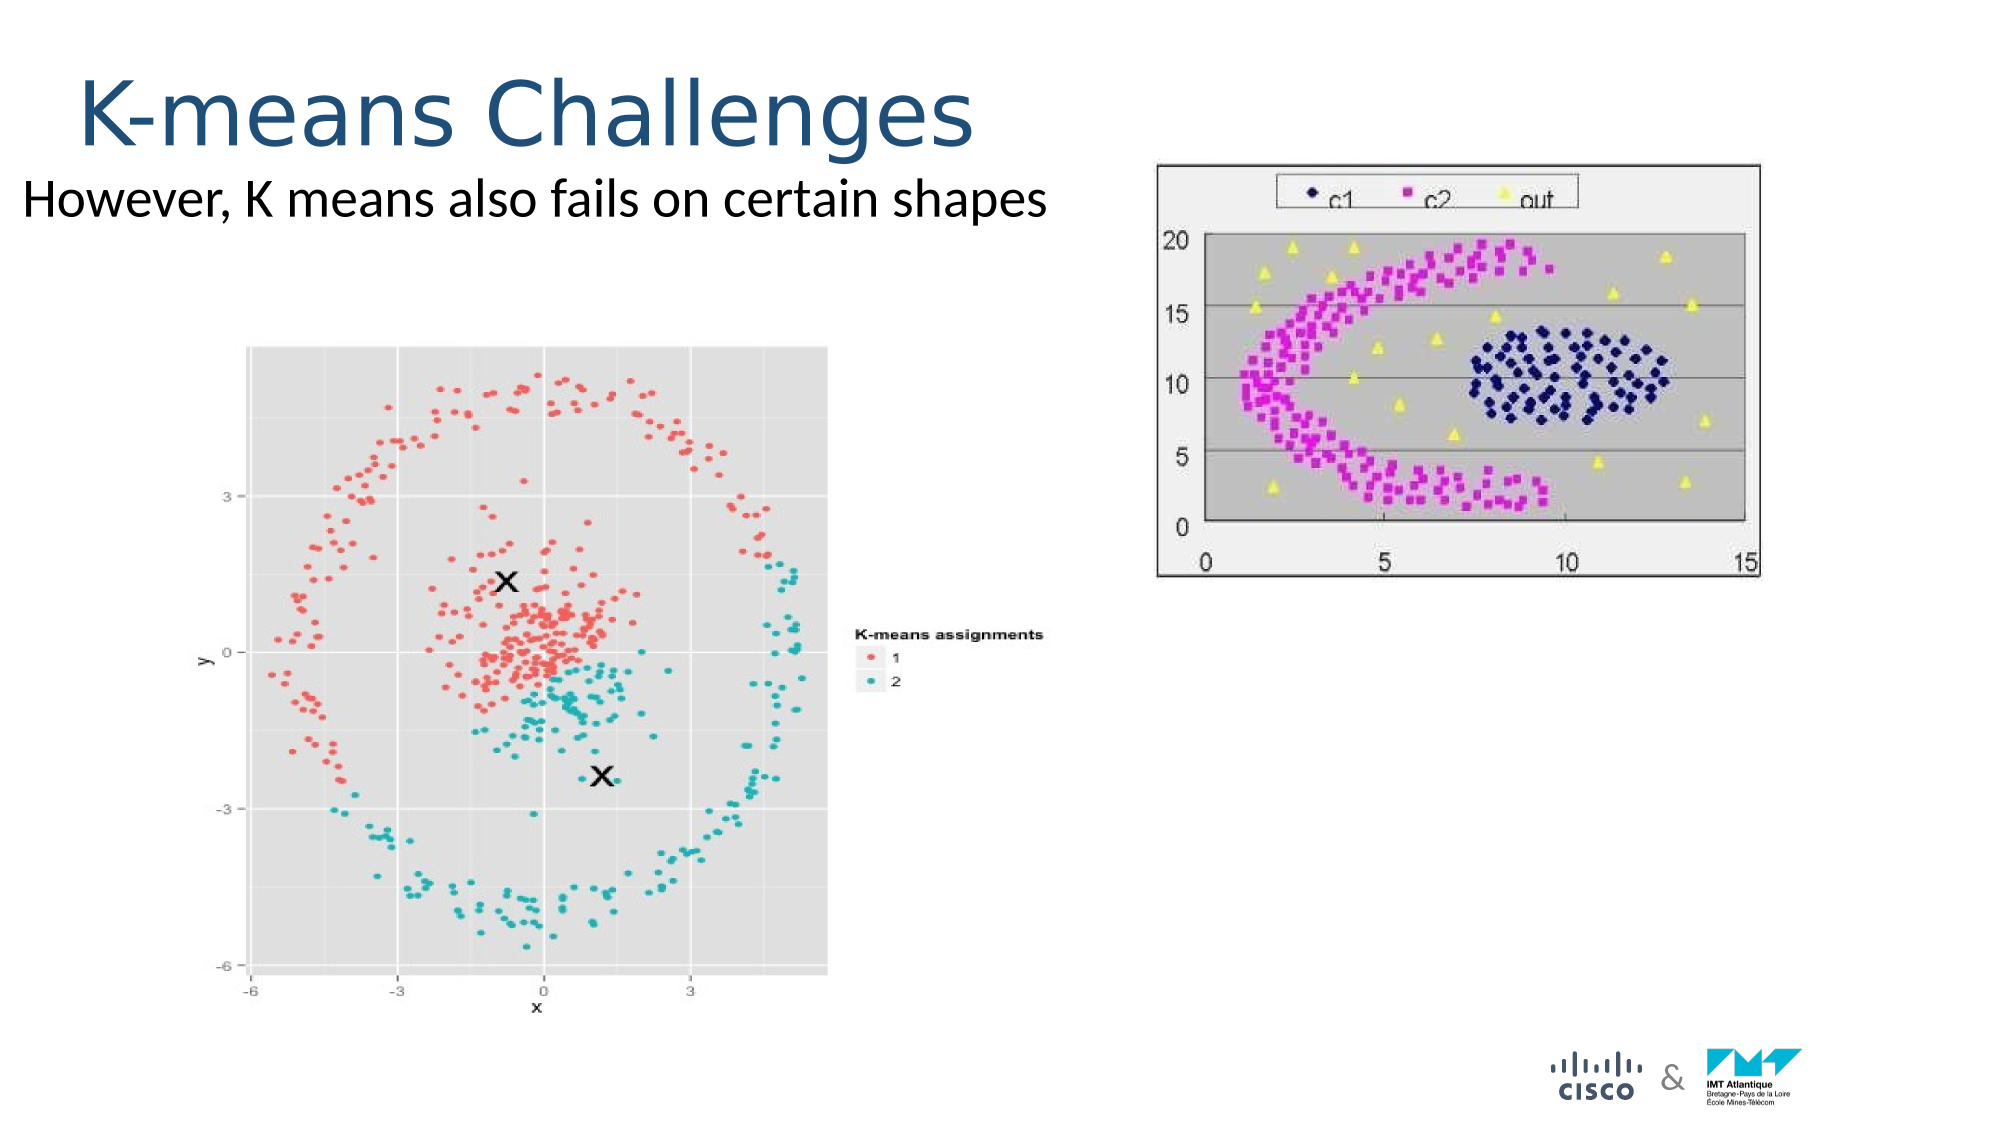 K-means Challenges
However, K means also fails on certain shapes
c1 c2 out
20
15
10
5
0
0 5 10 15
3
0
-3
-6
y
-6 -3 0 3
x
K-means assignments
1
2
CISCO & IMT Atlantique
Bretagne-Pays de la Loire
École Mines-Télécom